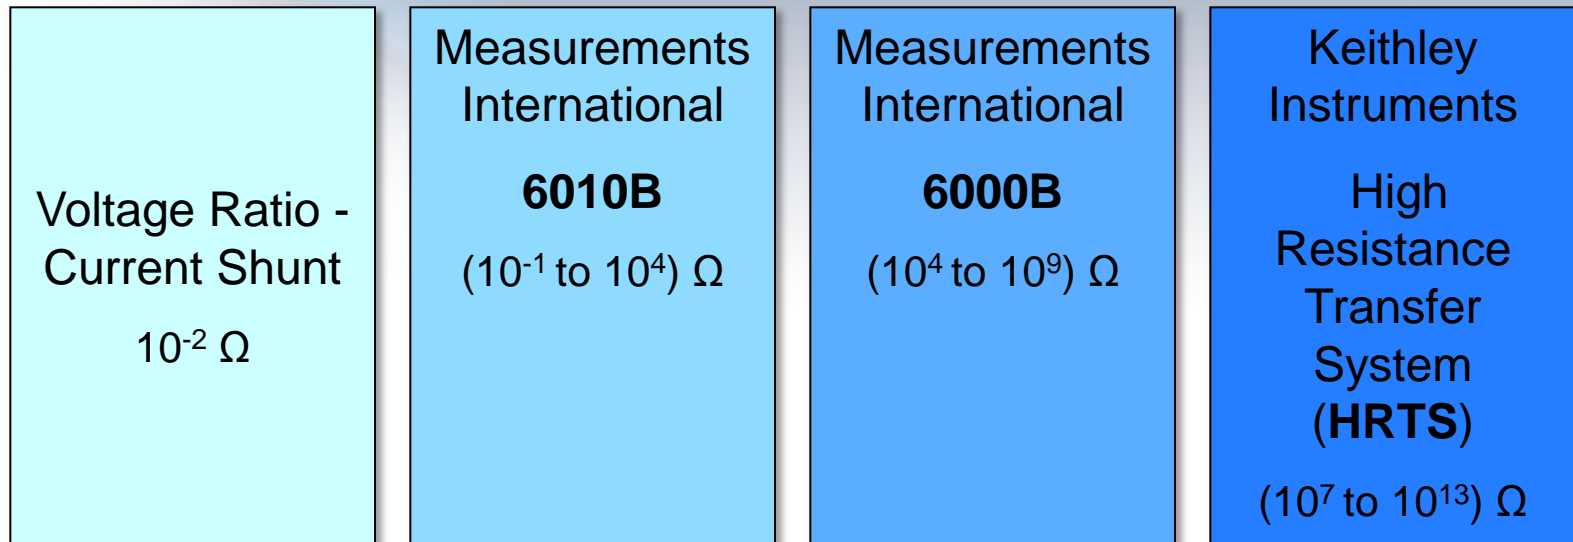 Voltage Ratio -
Current Shunt
10⁻² Ω
Measurements
International
6010B
(10⁻¹ to 10⁴) Ω
Measurements
International
6000B
(10⁴ to 10⁹) Ω
Keithley
Instruments
High
Resistance
Transfer
System
(HRTS)
(10⁷ to 10¹³) Ω